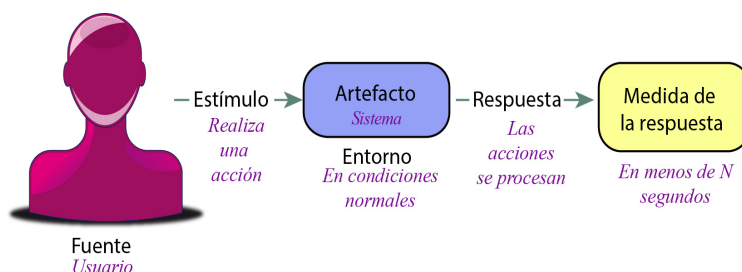 Fuente
Usuario
Estímulo
Realiza
una
acción
Artefacto
Sistema
Entorno
En condiciones
normales
Respuesta
Las
acciones
se procesan
Medida de
la respuesta
En menos de N
segundos